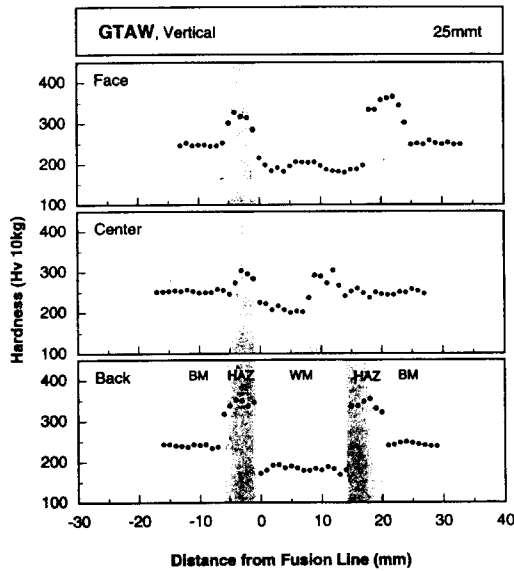 GTAW, Vertical 25mmt
Face
400
300
200
100
Center
400
300
200
100
Hardness (Hv 10kg)
Back
BM HAZ WM HAZ BM
400
300
200
100
-30 -20 -10 0 10 20 30 40
Distance from Fusion Line (mm)